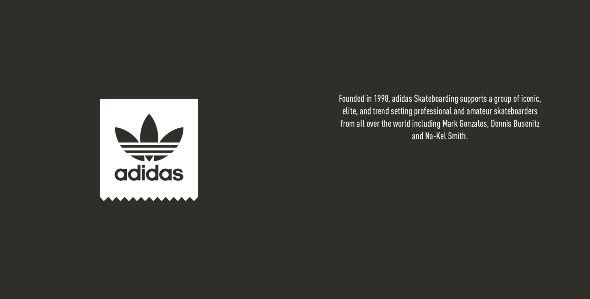 adidas
Founded in 1998, adidas Skateboarding supports a group of iconic,
elite, and trend setting professional and amateur skateboarders
from all over the world including Mark Gonzales, Dennis Busenitz
and Na-Kel Smith.